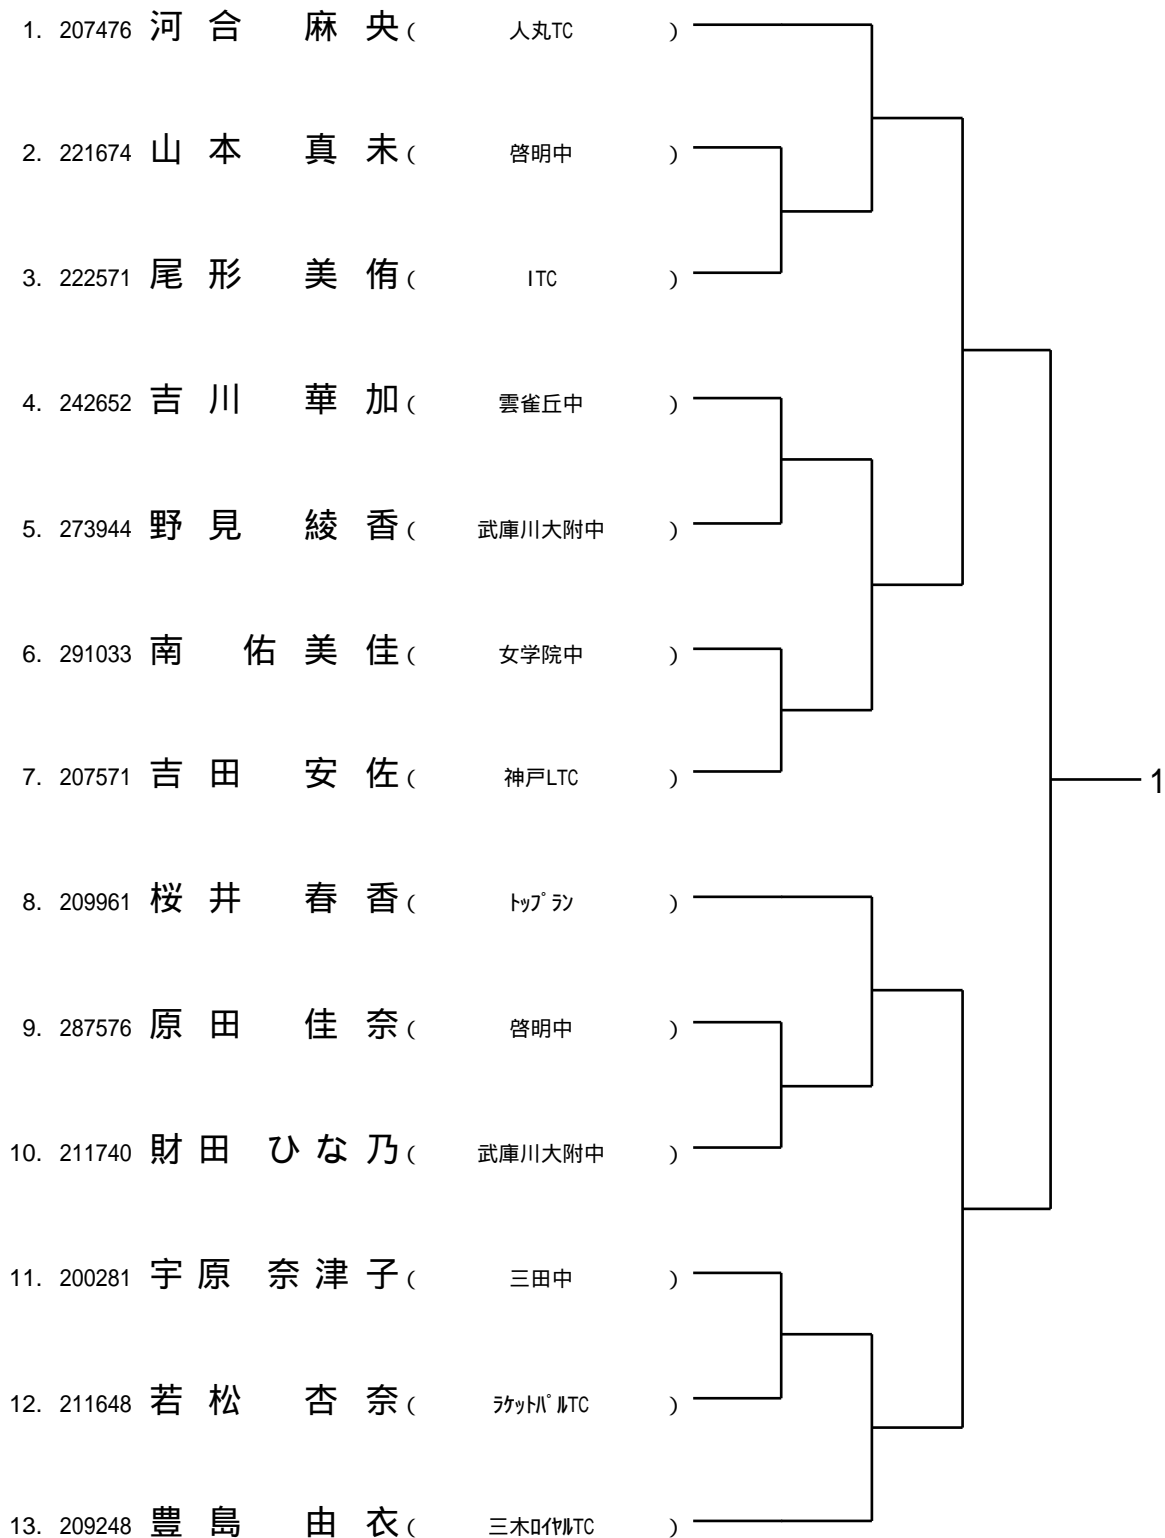 1. 207476 河合 麻央( 人丸TC )
2. 221674 山本 真未( 啓明中 )
3. 222571 尾形 美侑( ITC )
4. 242652 吉川 華加( 雲雀丘中 )
5. 273944 野見 綾香( 武庫川大附中 )
6. 291033 南 佑美佳( 女学院中 )
7. 207571 吉田 安佐( 神戸LTC )
1
8. 209961 桜井 春香( トップラン )
9. 287576 原田 佳奈( 啓明中 )
10. 211740 財田 ひな乃( 武庫川大附中 )
11. 200281 宇原 奈津子( 三田中 )
12. 211648 若松 杏奈( ラケットパルTC )
13. 209248 豊島 由衣( 三木ロイヤルTC )